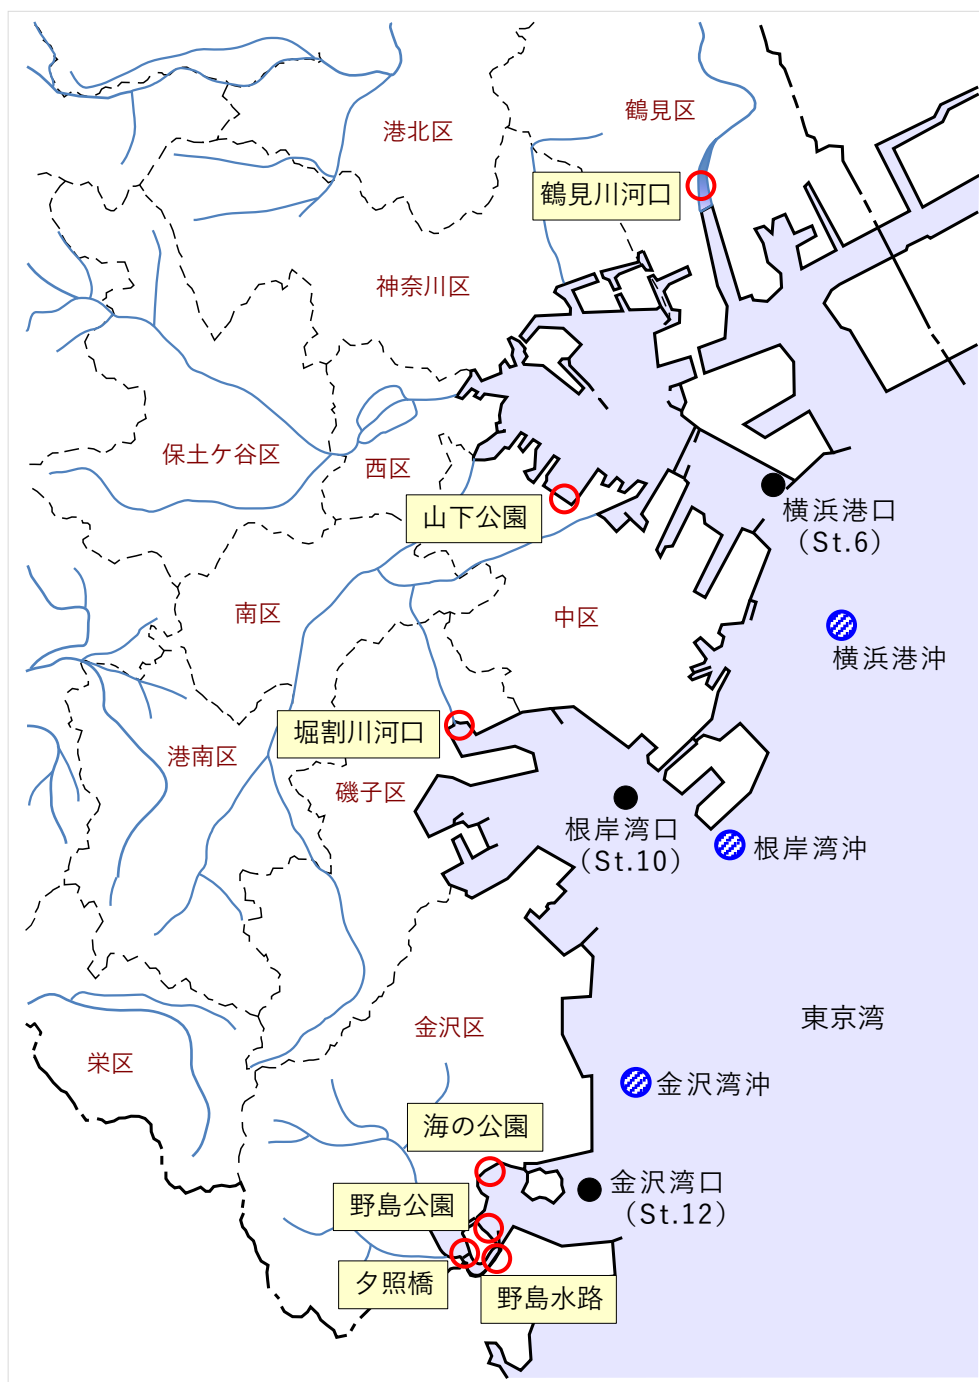 鶴見区
港北区
鶴見川河口
神奈川区
保土ケ谷区
西区
山下公園
横浜港口
(St.6)
南区
中区
横浜港沖
堀割川河口
港南区
磯子区
根岸湾口
(St.10)
根岸湾沖
東京湾
金沢区
栄区
金沢湾沖
海の公園
金沢湾口
(St.12)
野島公園
夕照橋
野島水路